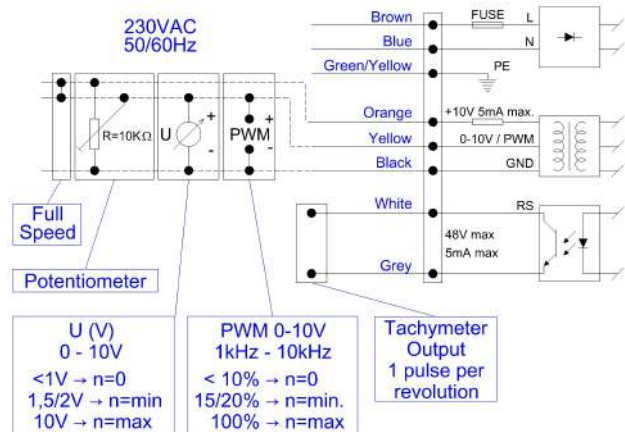 230VAC
50/60Hz
Brown
FUSE
L
Blue
N
Green/Yellow
PE
Orange
+10V 5mA max.
Yellow
0-10V / PWM
Black
GND
R=10KΩ
U
+
-
PWM
+
-
White
RS
48V max
5mA max
Grey
Full
Speed
Potentiometer
U (V)
0 - 10V
<1V → n=0
1,5/2V → n=min
10V → n=max
PWM 0-10V
1kHz - 10kHz
< 10% → n=0
15/20% → n=min.
100% → n=max
Tachymeter
Output
1 pulse per
revolution